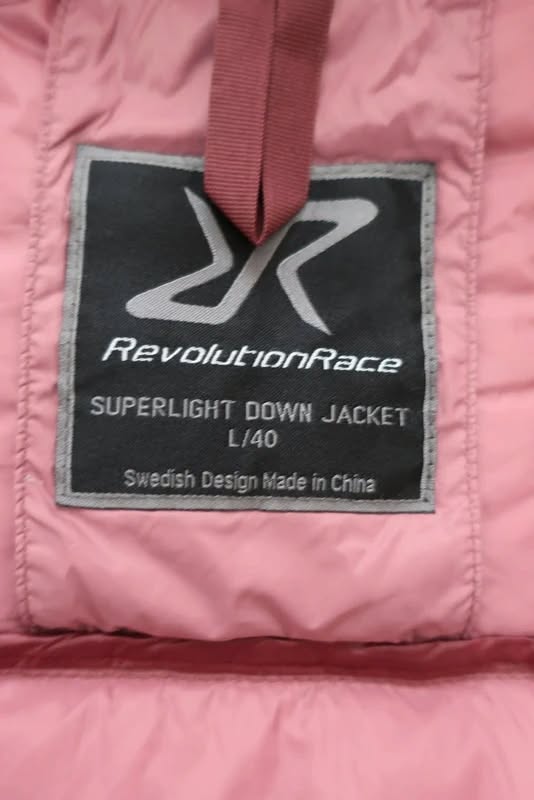 RevolutionRace
SUPERLIGHT DOWN JACKET
L/40
Swedish Design Made in China